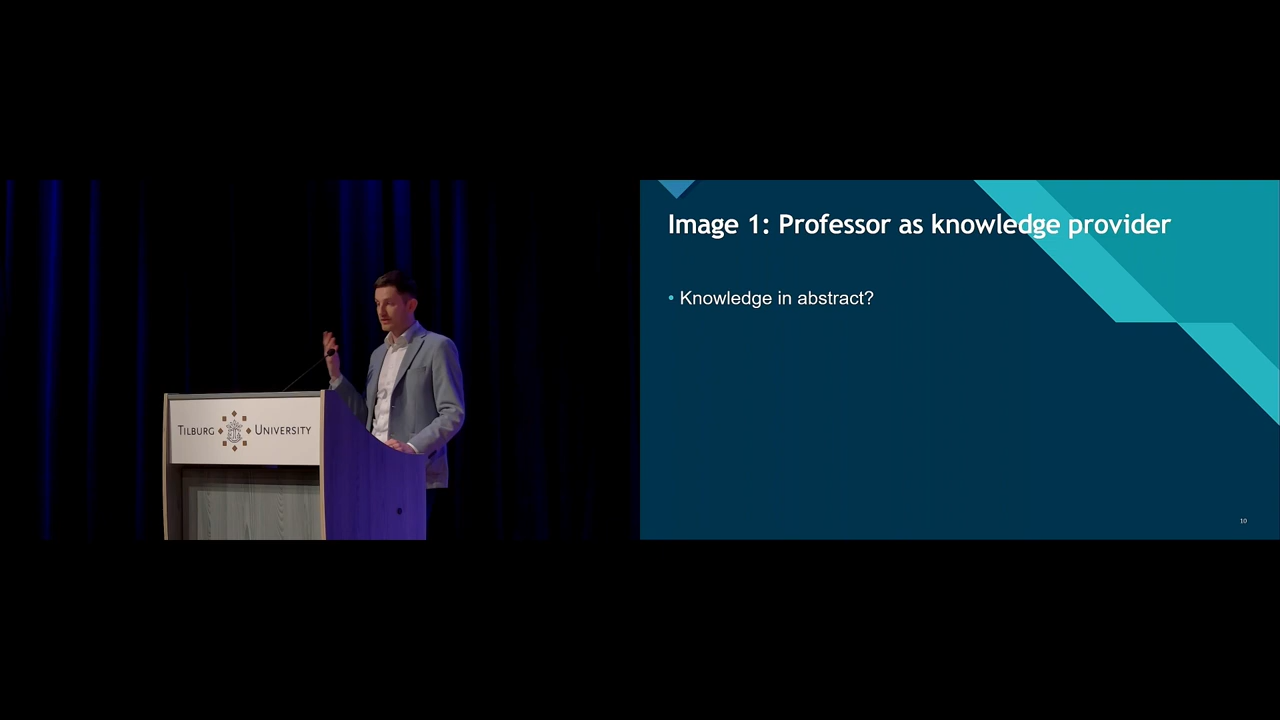 TILBURG UNIVERSITY
Image 1: Professor as knowledge provider
• Knowledge in abstract?
10